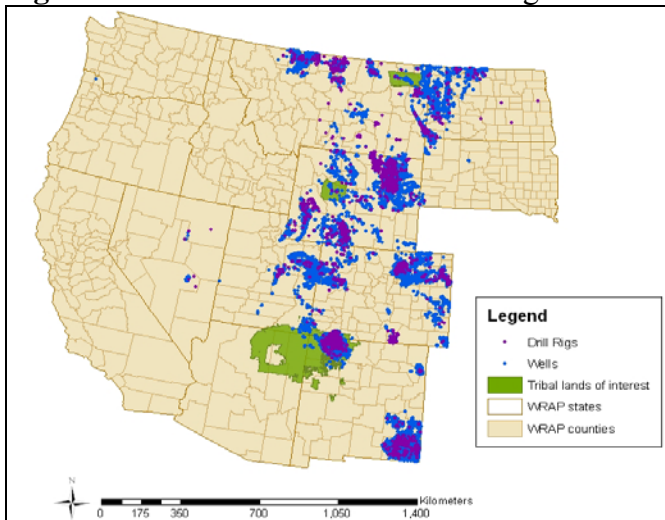 Legend
Drill Rigs
Wells
Tribal lands of interest
WRAP states
WRAP counties
N
Kilometers
0 175 350 700 1,050 1,400